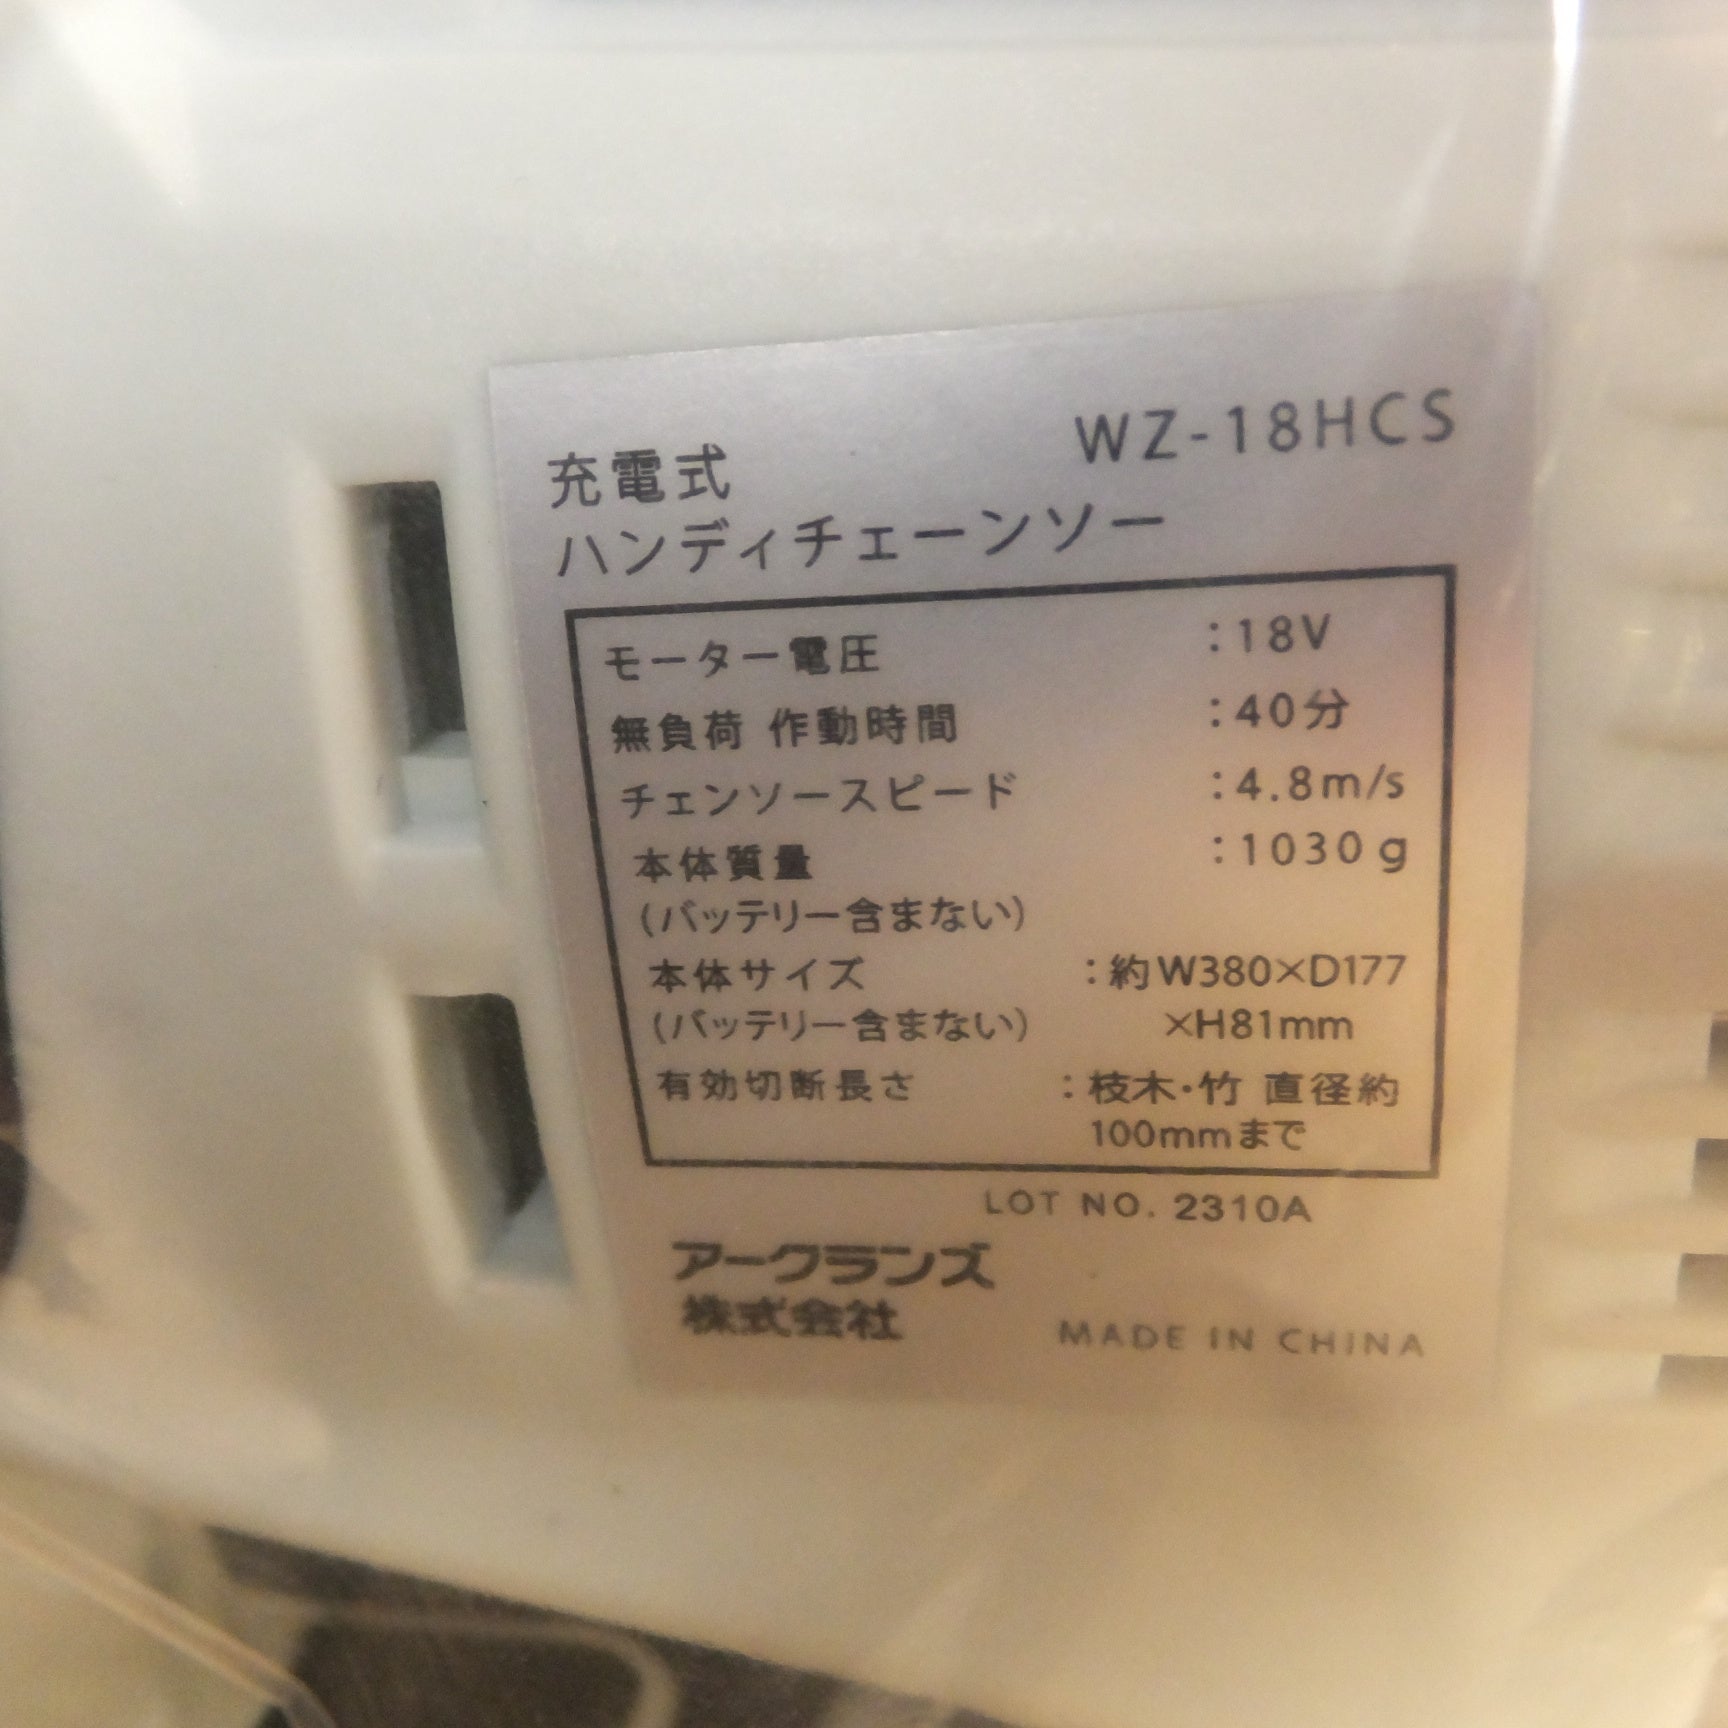 充電式 WZ-18HCS
ハンディチェーンソー
モーター電圧 :18V
無負荷 作動時間 :40分
チェンソースピード :4.8m/s
本体質量 :1030g
(バッテリー含まない)
本体サイズ :約W380×D177
(バッテリー含まない) ×H81mm
有効切断長さ :枝木・竹 直径約
100mmまで
LOT NO. 2310A
アークランズ
株式会社
MADE IN CHINA